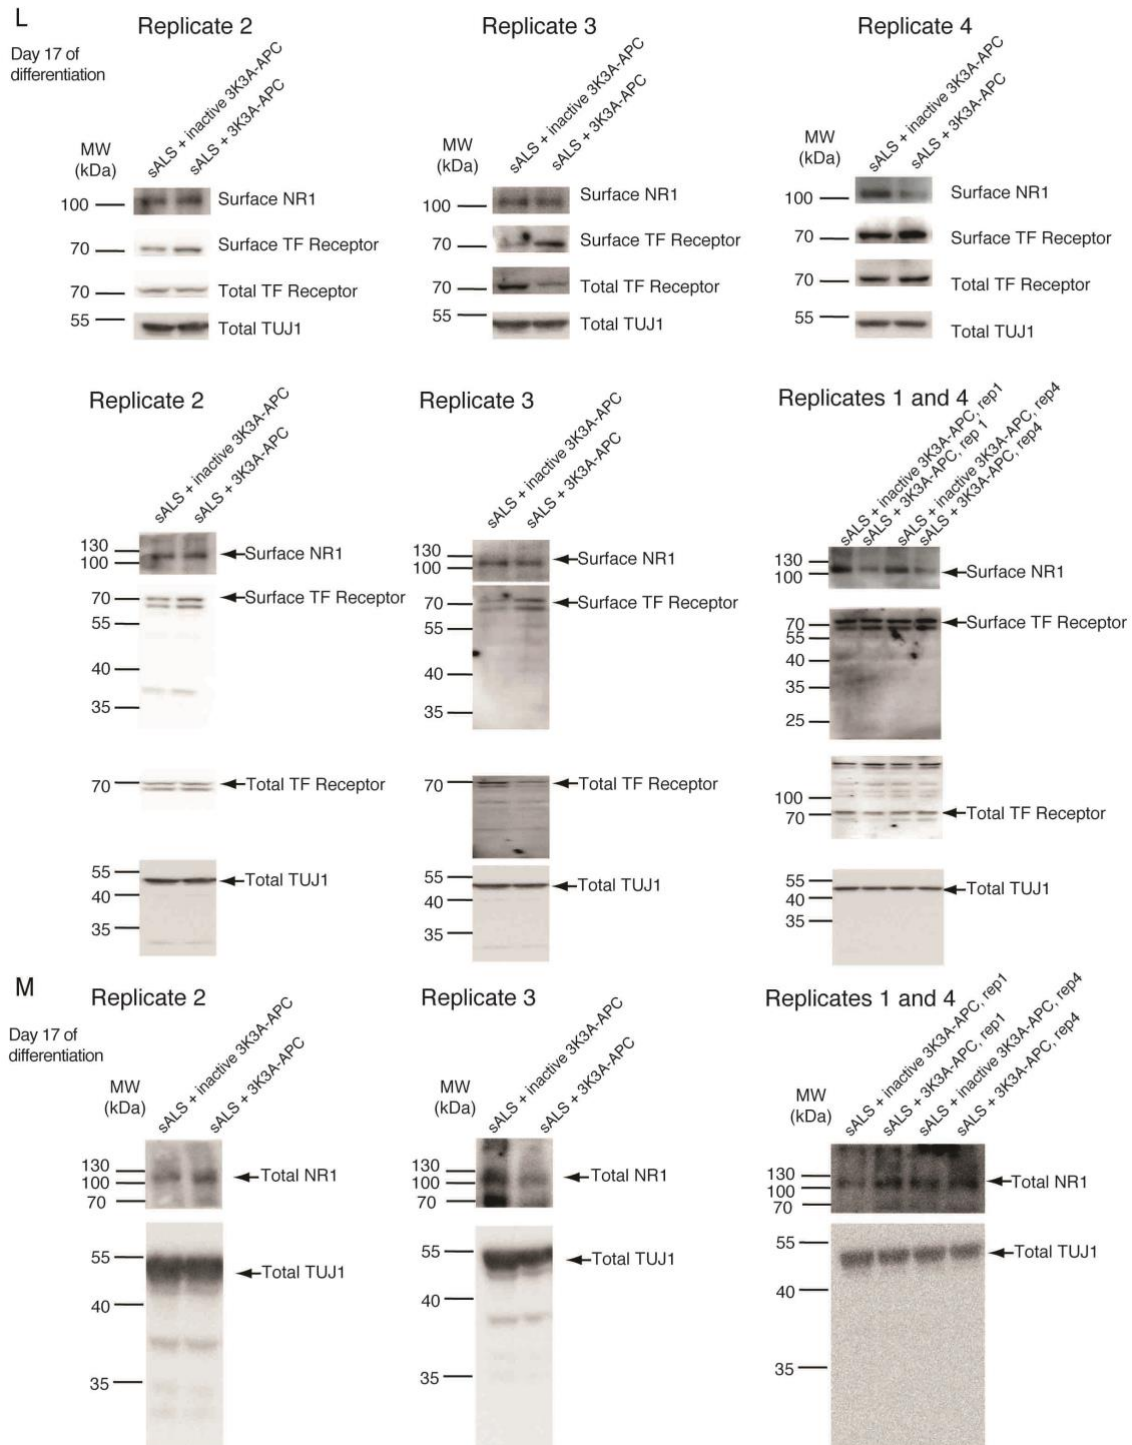 L
Day 17 of
differentiation
Replicate 2
MW
(kDa)
sALS + inactive 3K3A-APC
sALS + 3K3A-APC
100
Surface NR1
70
Surface TF Receptor
70
Total TF Receptor
55
Total TUJ1
Replicate 3
MW
(kDa)
sALS + inactive 3K3A-APC
sALS + 3K3A-APC
100
Surface NR1
70
Surface TF Receptor
70
Total TF Receptor
55
Total TUJ1
Replicate 4
MW
(kDa)
sALS + inactive 3K3A-APC
sALS + 3K3A-APC
100
Surface NR1
70
Surface TF Receptor
70
Total TF Receptor
55
Total TUJ1
Replicate 2
sALS + inactive 3K3A-APC
sALS + 3K3A-APC
130
100
Surface NR1
70
Surface TF Receptor
55
40
35
70
Total TF Receptor
55
Total TUJ1
40
35
Replicate 3
sALS + inactive 3K3A-APC
sALS + 3K3A-APC
130
100
Surface NR1
70
Surface TF Receptor
55
40
35
70
Total TF Receptor
55
Total TUJ1
40
35
Replicates 1 and 4
sALS + inactive 3K3A-APC, rep1
sALS + 3K3A-APC, rep 1
sALS + inactive 3K3A-APC, rep4
sALS + 3K3A-APC, rep4
130
100
Surface NR1
70
Surface TF Receptor
55
40
35
25
100
70
Total TF Receptor
55
Total TUJ1
40
35
M
Day 17 of
differentiation
Replicate 2
MW
(kDa)
sALS + inactive 3K3A-APC
sALS + 3K3A-APC
130
100
Total NR1
70
55
Total TUJ1
40
35
Replicate 3
MW
(kDa)
sALS + inactive 3K3A-APC
sALS + 3K3A-APC
130
100
Total NR1
70
55
Total TUJ1
40
35
Replicates 1 and 4
MW
(kDa)
sALS + inactive 3K3A-APC, rep1
sALS + 3K3A-APC, rep1
sALS + inactive 3K3A-APC, rep4
sALS + 3K3A-APC, rep4
130
100
Total NR1
70
55
Total TUJ1
40
35